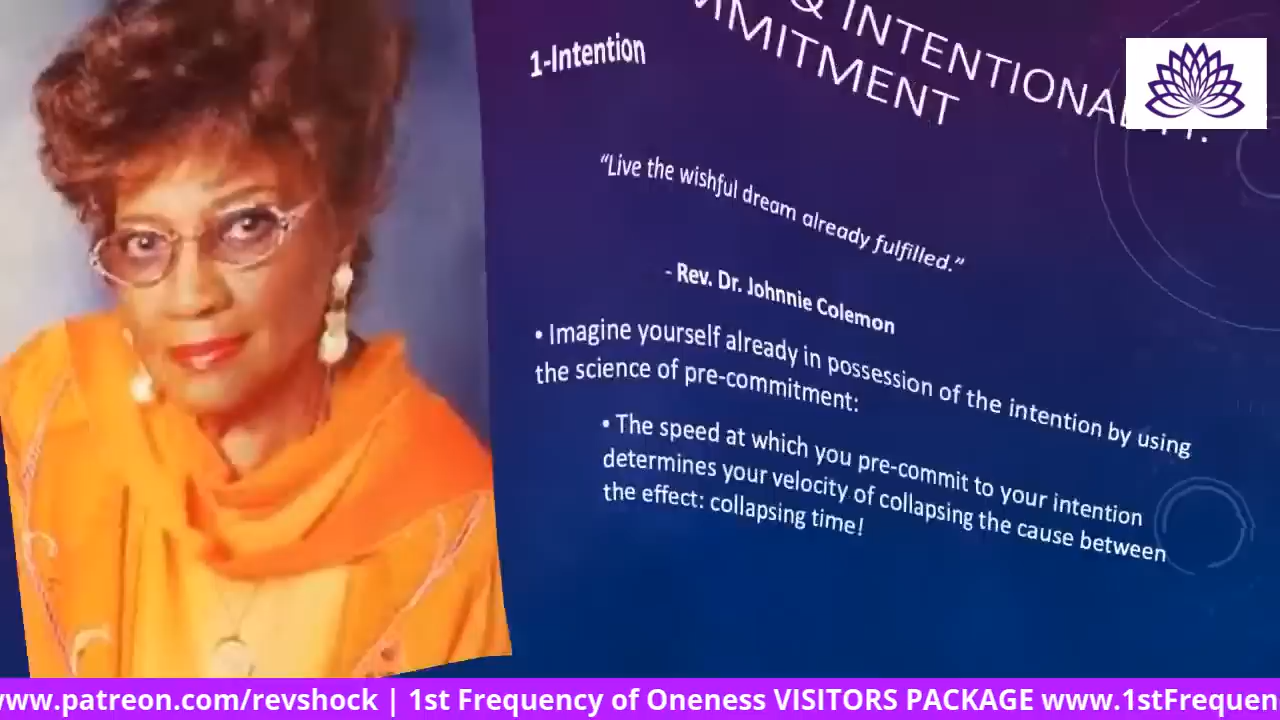 & INTENTIONALITY:
MMITMENT
1-Intention
“Live the wishful dream already fulfilled.”
- Rev. Dr. Johnnie Colemon
• Imagine yourself already in possession of the intention by using
the science of pre-commitment:
• The speed at which you pre-commit to your intention
determines your velocity of collapsing the cause between
the effect: collapsing time!
www.patreon.com/revshock | 1st Frequency of Oneness VISITORS PACKAGE www.1stFrequen